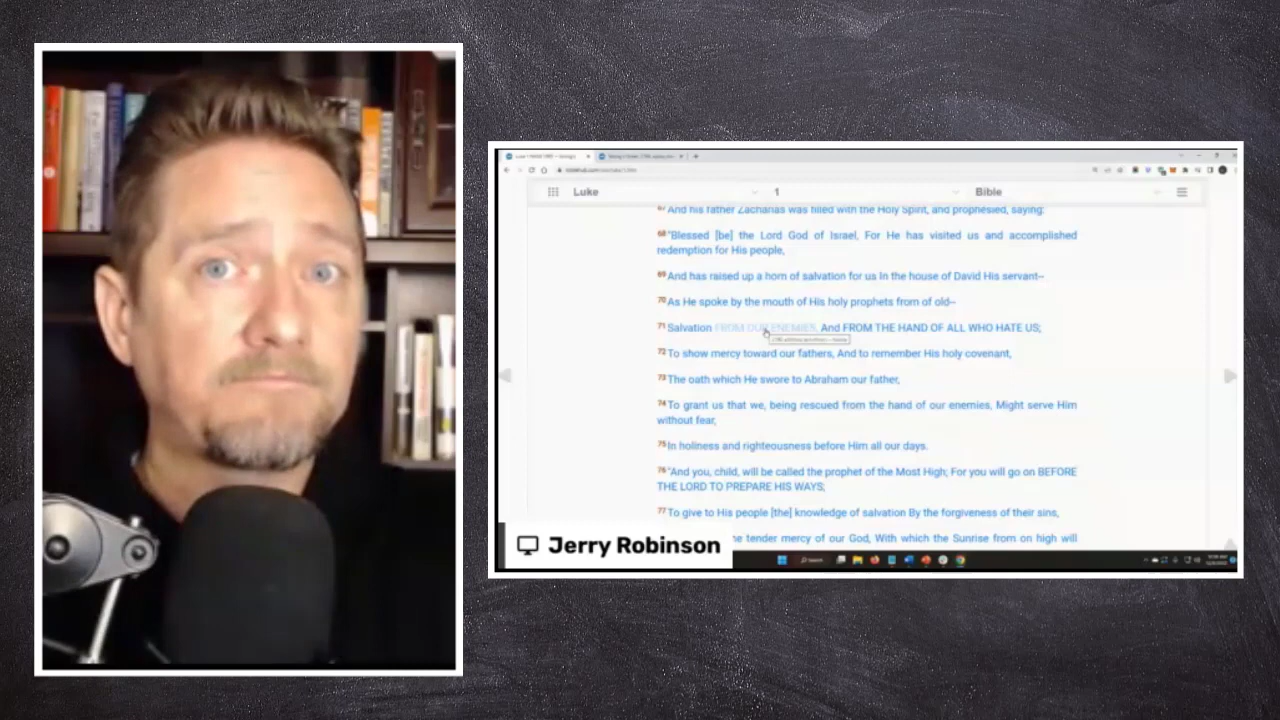 Luke
1
Bible
67 And his father Zacharias was filled with the Holy Spirit, and prophesied, saying:
68 "Blessed [be] the Lord God of Israel, For He has visited us and accomplished
redemption for His people,
69 And has raised up a horn of salvation for us In the house of David His servant--
70 As He spoke by the mouth of His holy prophets from of old--
71 Salvation FROM OUR ENEMIES, And FROM THE HAND OF ALL WHO HATE US;
72 To show mercy toward our fathers, And to remember His holy covenant,
73 The oath which He swore to Abraham our father,
74 To grant us that we, being rescued from the hand of our enemies, Might serve Him
without fear,
75 In holiness and righteousness before Him all our days.
76 "And you, child, will be called the prophet of the Most High; For you will go on BEFORE
THE LORD TO PREPARE HIS WAYS;
77 To give to His people [the] knowledge of salvation By the forgiveness of their sins,
tender mercy of our God, With which the Sunrise from on high will
Jerry Robinson
Search